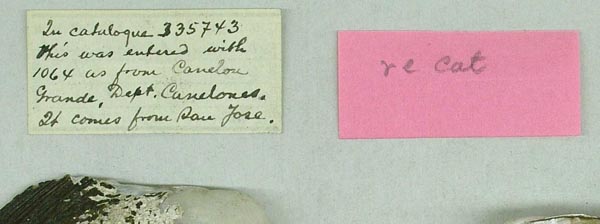 In catalogue 335743
this was entered with
1064 as from Canelon
Grande, Dept. Canelones.
It comes from San Jose.
re cat